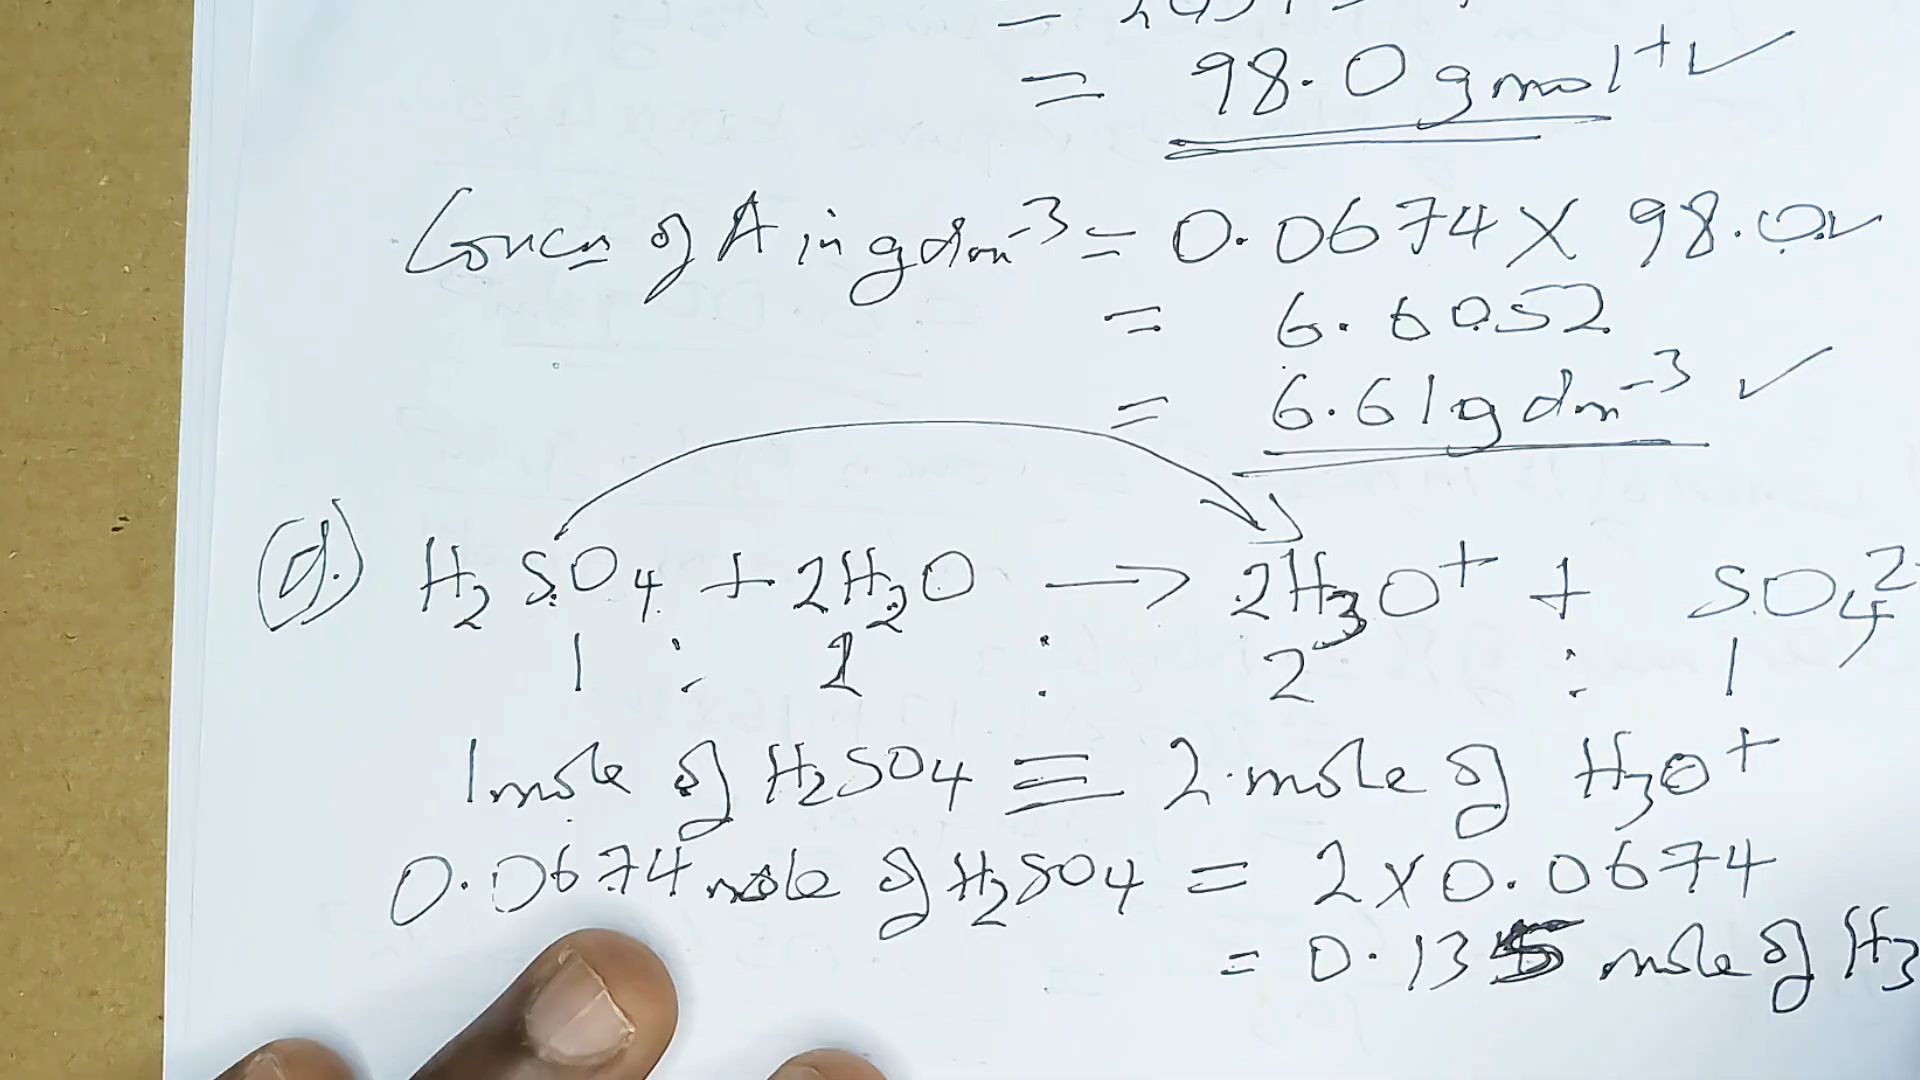 = 98.0 gmol⁻¹ ✓
Concn of A in gdm⁻³ = 0.0674 X 98.0 ✓
= 6.6052
= 6.61gdm⁻³ ✓
(d.) H₂SO₄ + 2H₂O → 2H₃O⁺ + SO₄²
1 : 2 : 2 : 1
1mole of H₂SO₄ ≡ 2 mole of H₃O⁺
0.0674 mole of H₂SO₄ = 2 X 0.0674
= 0.135 mole of H₃